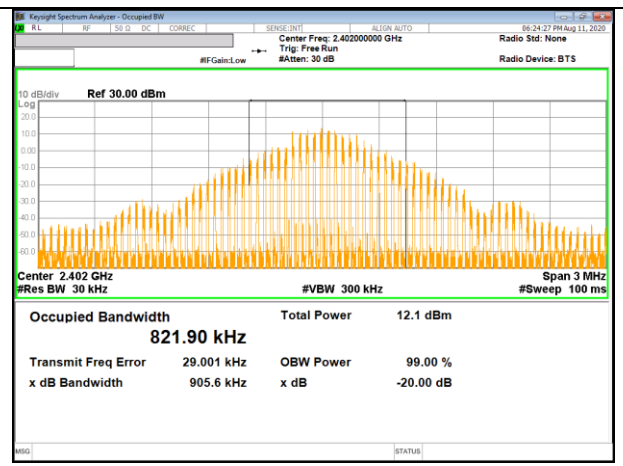 Keysight Spectrum Analyzer - Occupied BW
RL RF 50 Ω DC CORREC SENSE:INT ALIGN AUTO 06:24:27 PM Aug 11, 2020
Center Freq: 2.402000000 GHz Radio Std: None
Trig: Free Run
#IFGain:Low #Atten: 30 dB Radio Device: BTS
10 dB/div Ref 30.00 dBm
Log
20.0
10.0
0.00
-10.0
-20.0
-30.0
-40.0
-50.0
-60.0
Center 2.402 GHz Span 3 MHz
#Res BW 30 kHz #VBW 300 kHz #Sweep 100 ms
Occupied Bandwidth Total Power 12.1 dBm
821.90 kHz
Transmit Freq Error 29.001 kHz OBW Power 99.00 %
x dB Bandwidth 905.6 kHz x dB -20.00 dB
MSG STATUS